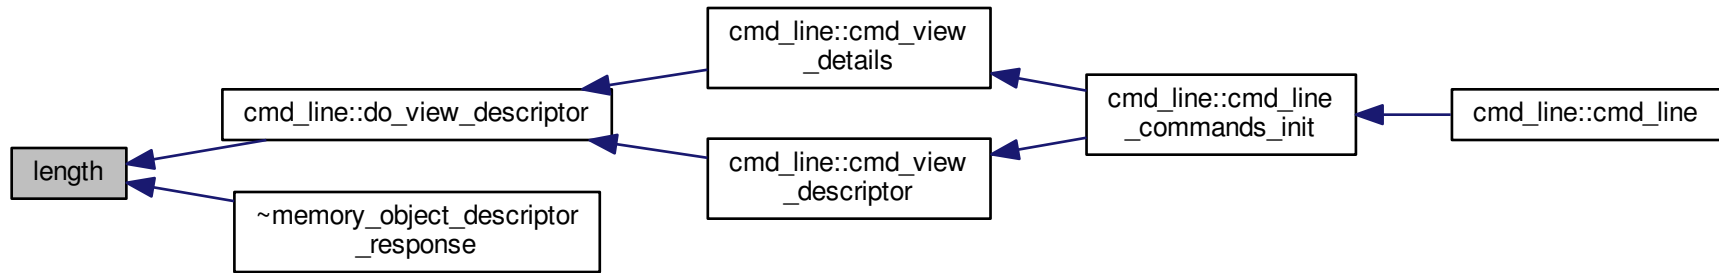 length
cmd_line::do_view_descriptor
~memory_object_descriptor
_response
cmd_line::cmd_view
_details
cmd_line::cmd_view
_descriptor
cmd_line::cmd_line
_commands_init
cmd_line::cmd_line